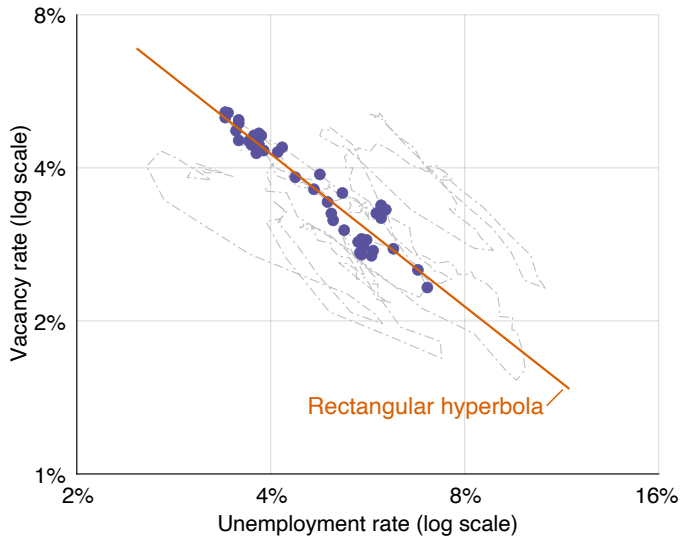 8%
4%
2%
1%
Vacancy rate (log scale)
Rectangular hyperbola
2%
4%
8%
16%
Unemployment rate (log scale)